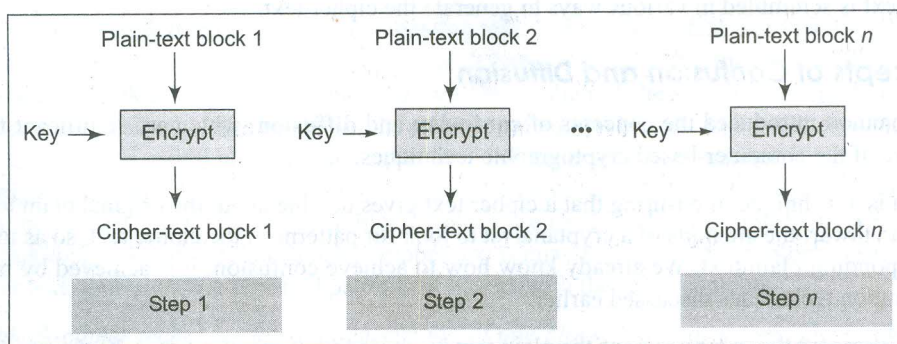 Plain-text block 1 Plain-text block 2 Plain-text block n
Key Encrypt Key Encrypt ... Key Encrypt
Cipher-text block 1 Cipher-text block 2 Cipher-text block n
Step 1 Step 2 Step n